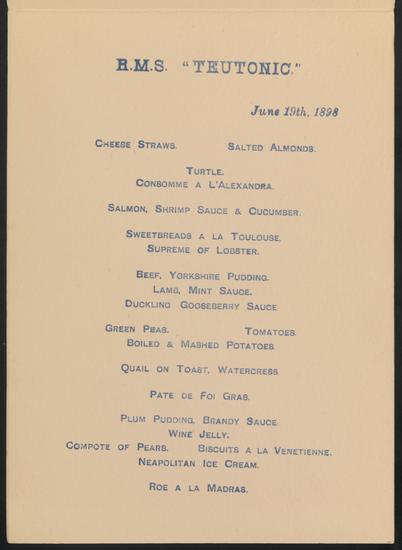 R.M.S. "TEUTONIC."
June 19th, 1898
CHEESE STRAWS. SALTED ALMONDS.
TURTLE.
CONSOMME A L'ALEXANDRA.
SALMON, SHRIMP SAUCE & CUCUMBER.
SWEETBREADS A LA TOULOUSE.
SUPREME OF LOBSTER.
BEEF, YORKSHIRE PUDDING.
LAMB, MINT SAUCE.
DUCKLING GOOSEBERRY SAUCE
GREEN PEAS. TOMATOES.
BOILED & MASHED POTATOES
QUAIL ON TOAST, WATERCRESS
PATE DE FOI GRAS.
PLUM PUDDING, BRANDY SAUCE
WINE JELLY.
COMPOTE OF PEARS. BISCUITS A LA VENETIENNE.
NEAPOLITAN ICE CREAM.
ROE A LA MADRAS.